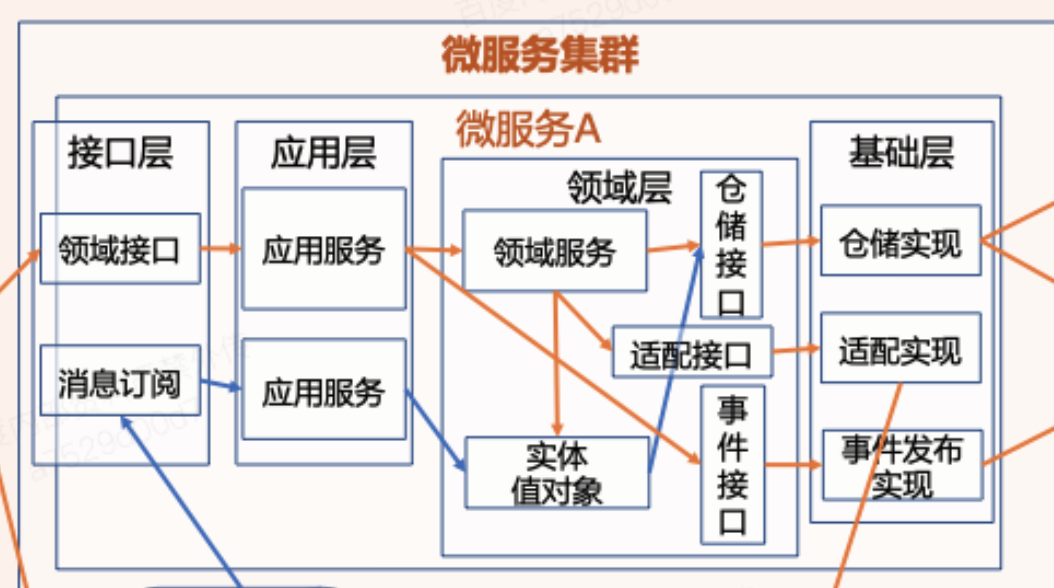 微服务集群
微服务A
接口层
领域接口
消息订阅
应用层
应用服务
应用服务
领域层
领域服务
仓储接口
适配接口
实体
值对象
事件接口
基础层
仓储实现
适配实现
事件发布
实现